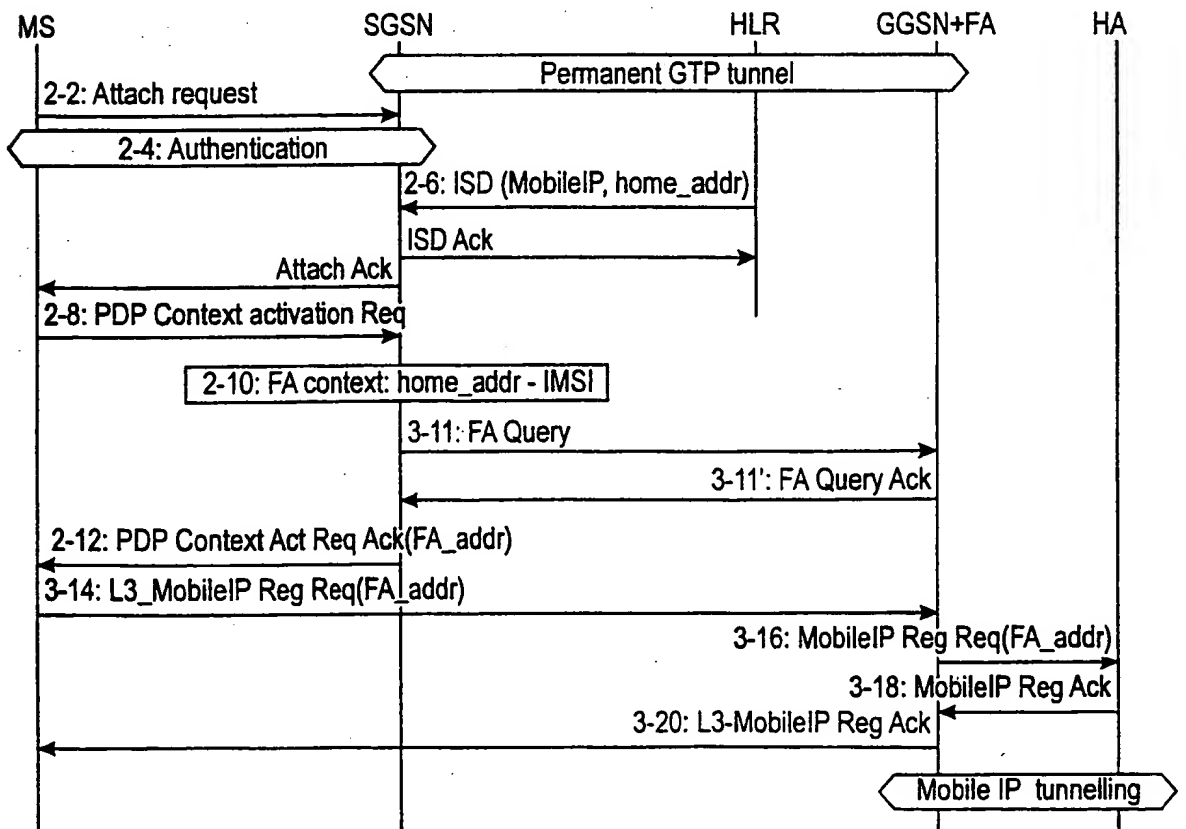 MS SGSN HLR GGSN+FA HA
Permanent GTP tunnel
2-2: Attach request
2-4: Authentication
2-6: ISD (MobileIP, home_addr)
ISD Ack
Attach Ack
2-8: PDP Context activation Req
2-10: FA context: home_addr - IMSI
3-11: FA Query
3-11': FA Query Ack
2-12: PDP Context Act Req Ack(FA_addr)
3-14: L3_MobileIP Reg Req(FA_addr)
3-16: MobileIP Reg Req(FA_addr)
3-18: MobileIP Reg Ack
3-20: L3-MobileIP Reg Ack
Mobile IP tunnelling